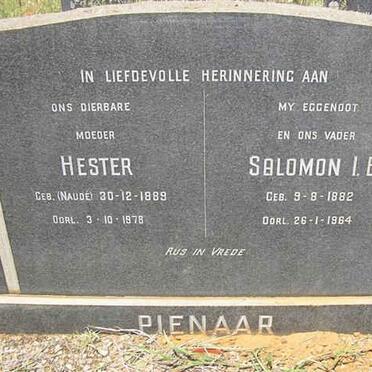 IN LIEFDEVOLLE HERINNERING AAN
ONS DIERBARE
MOEDER
HESTER
GEB. (NAUDÉ) 30-12-1889
OORL. 3-10-1978
MY EGGENOOT
EN ONS VADER
SALOMON I.
GEB. 9-8-1882
OORL. 26-1-1964
RUS IN VREDE
PIENAAR